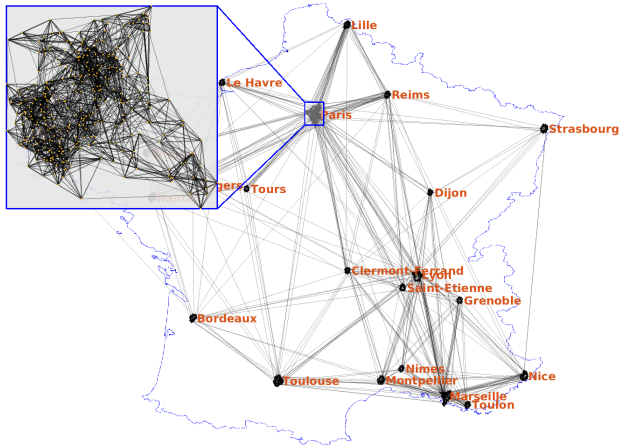 Lille
Le Havre
Reims
Paris
Strasbourg
gers
Tours
Dijon
Clermont-Ferrand
Lyon
Saint-Etienne
Grenoble
Bordeaux
Nimes
Toulouse
Montpellier
Nice
Marseille
Toulon